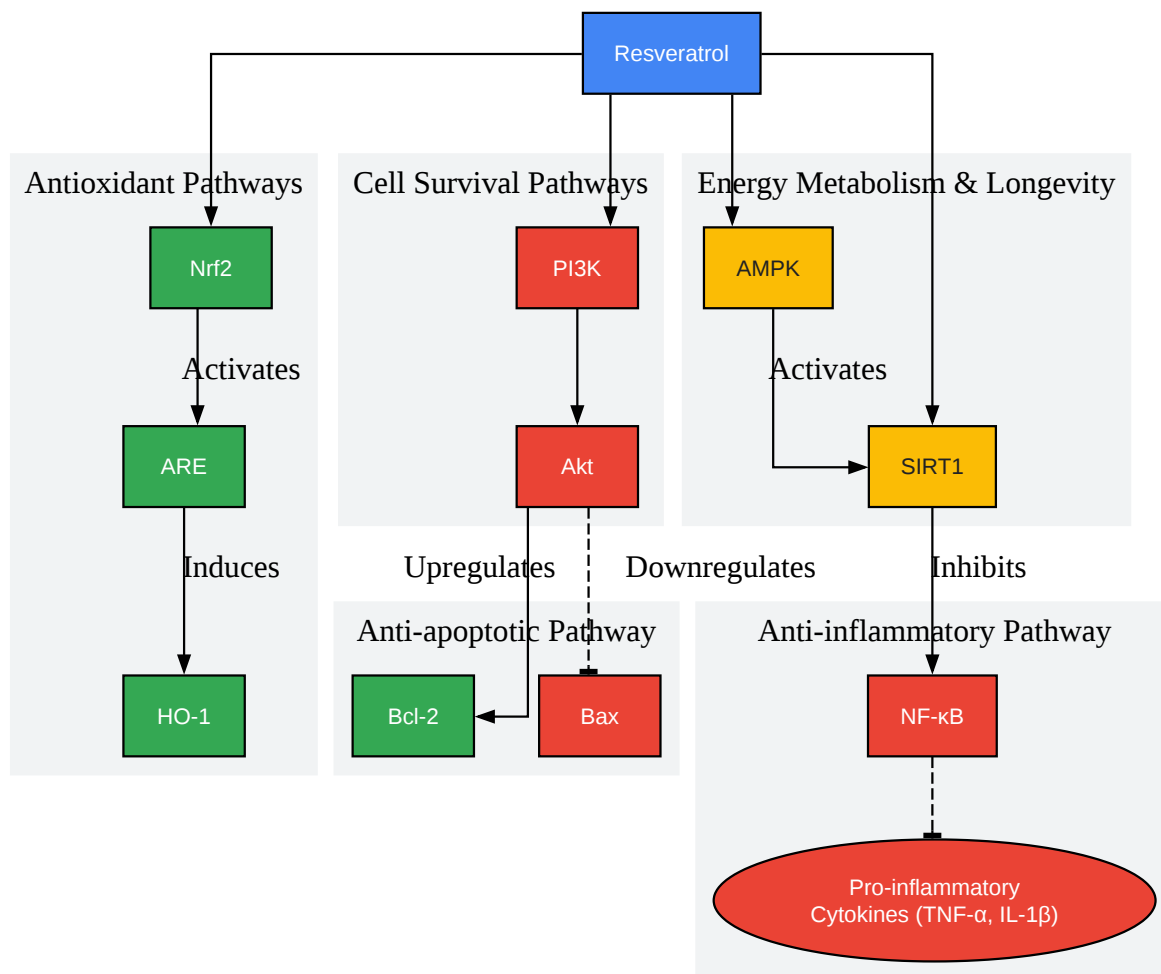 Resveratrol
Antioxidant Pathways
Cell Survival Pathways
Energy Metabolism & Longevity
Nrf2
PI3K
AMPK
Activates
Activates
ARE
Akt
SIRT1
Induces
Upregulates
Downregulates
Inhibits
Anti-apoptotic Pathway
Anti-inflammatory Pathway
HO-1
Bcl-2
Bax
NF-κB
Pro-inflammatory
Cytokines (TNF-α, IL-1β)